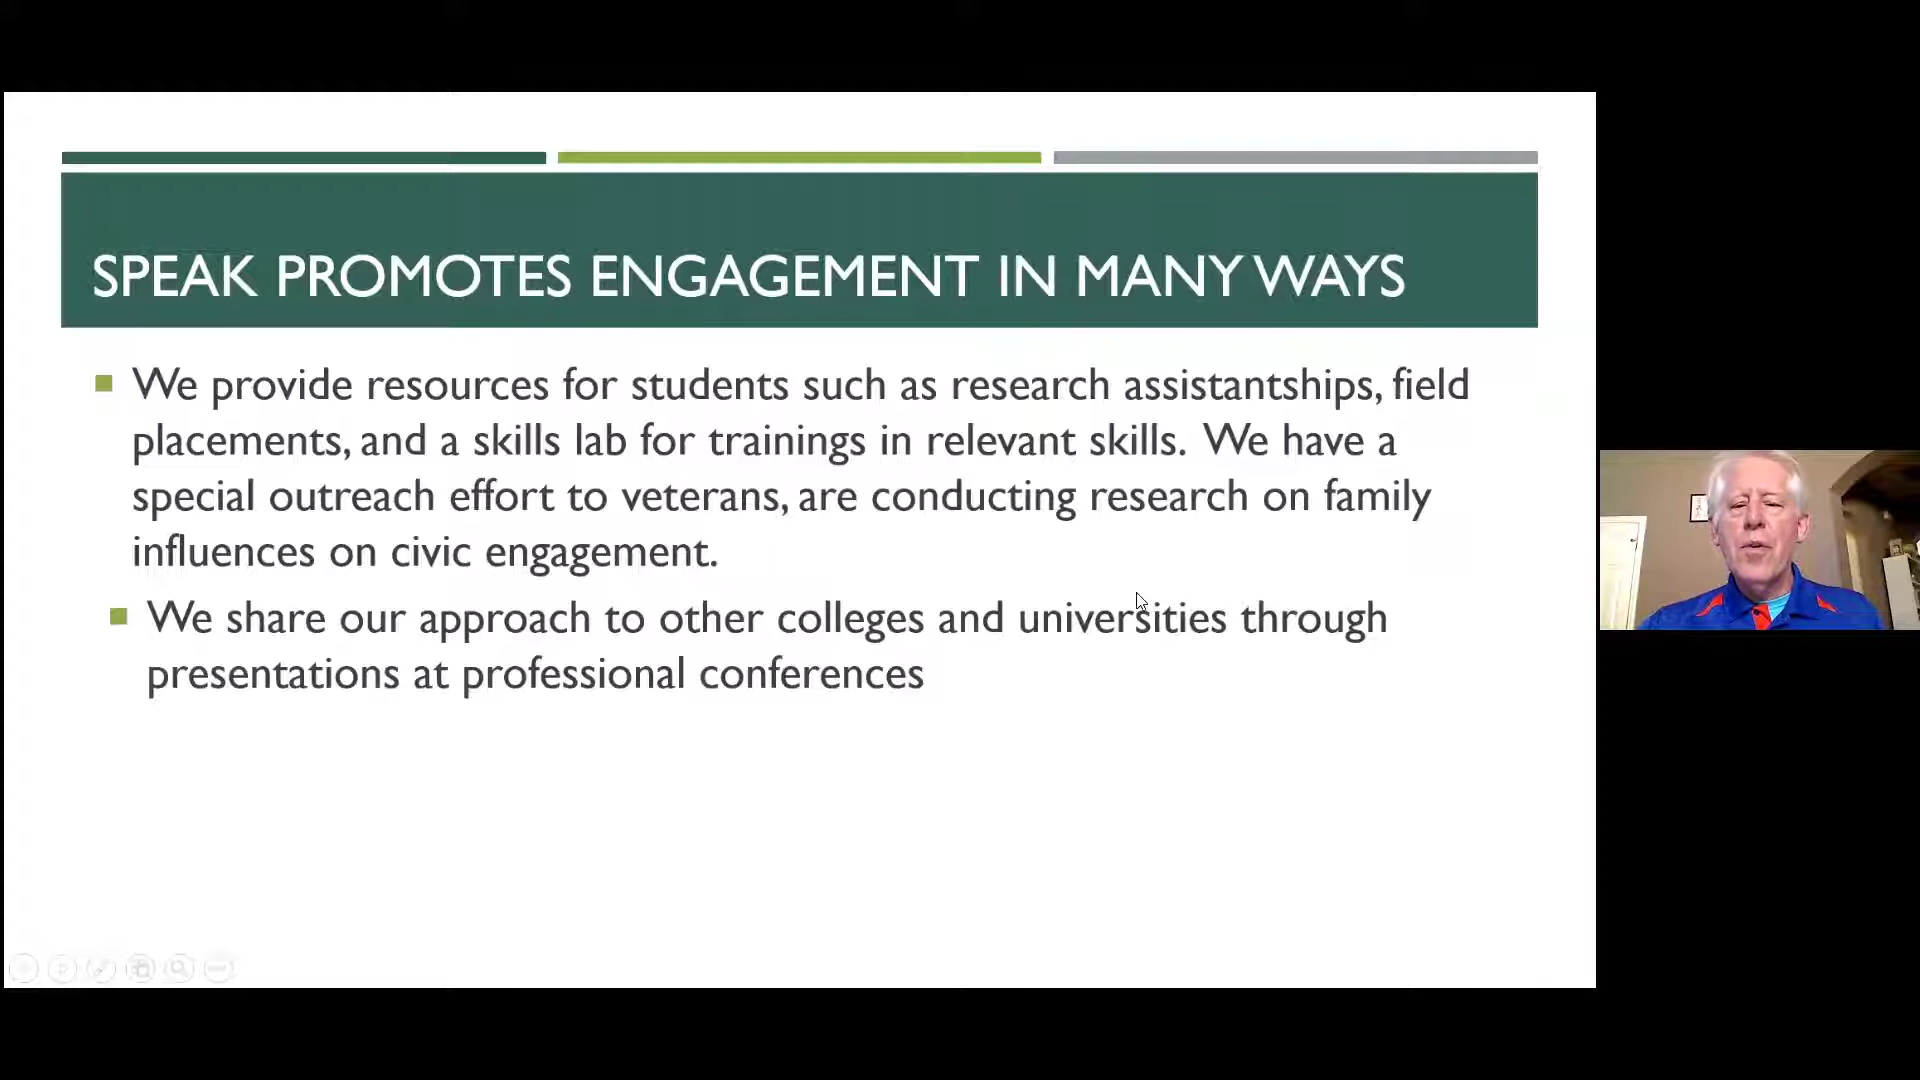 SPEAK PROMOTES ENGAGEMENT IN MANY WAYS
We provide resources for students such as research assistantships, field
placements, and a skills lab for trainings in relevant skills. We have a
special outreach effort to veterans, are conducting research on family
influences on civic engagement.
We share our approach to other colleges and universities through
presentations at professional conferences